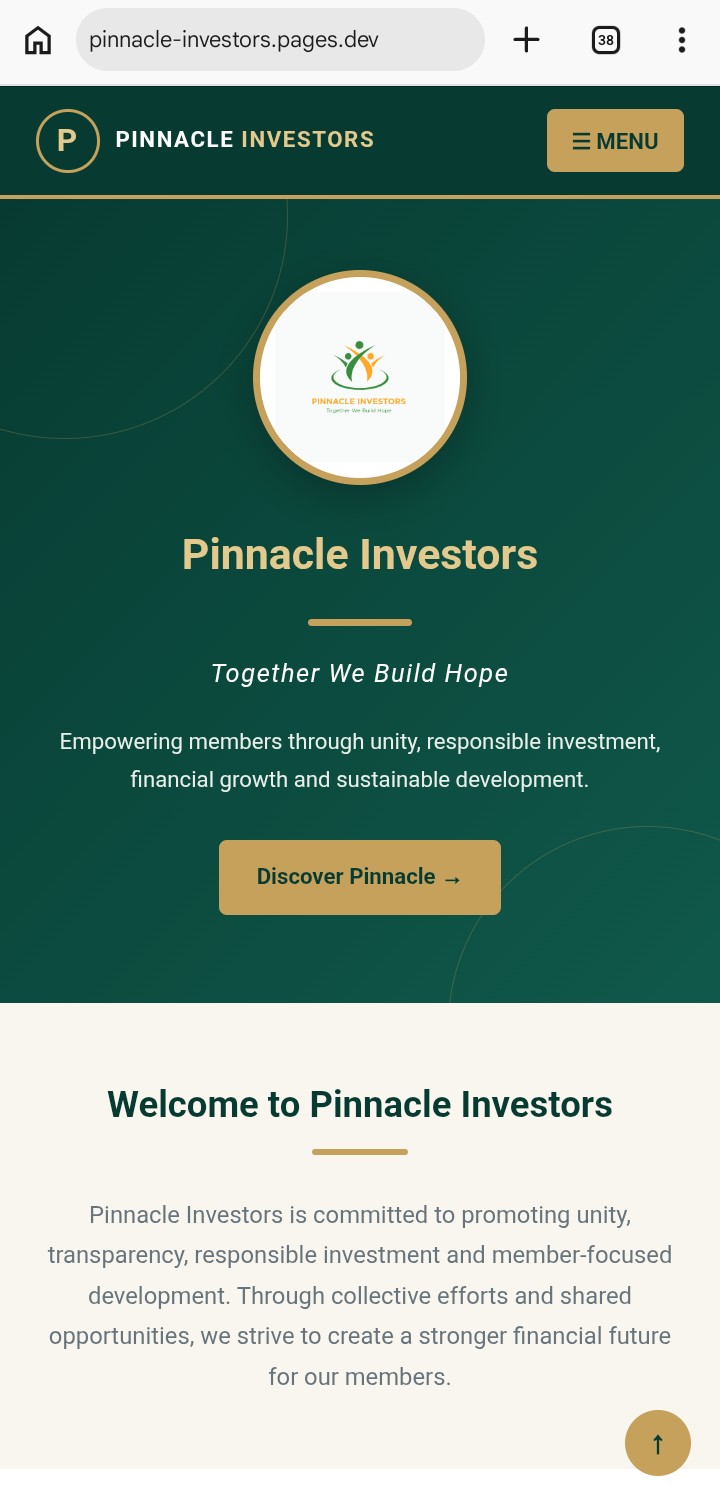 pinnacle-investors.pages.dev
38
P
PINNACLE INVESTORS
☰ MENU
PINNACLE INVESTORS
Together We Build Hope
Pinnacle Investors
Together We Build Hope
Empowering members through unity, responsible investment,
financial growth and sustainable development.
Discover Pinnacle →
Welcome to Pinnacle Investors
Pinnacle Investors is committed to promoting unity,
transparency, responsible investment and member-focused
development. Through collective efforts and shared
opportunities, we strive to create a stronger financial future
for our members.
↑